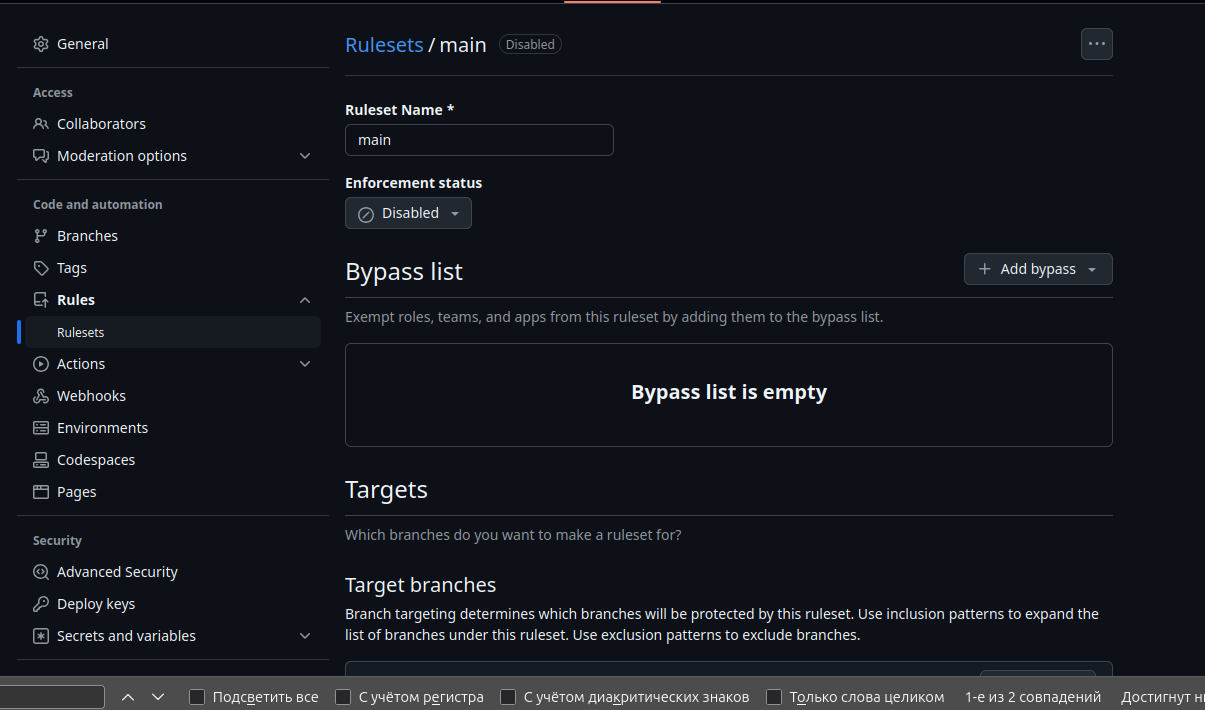 General
Access
Collaborators
Moderation options
Code and automation
Branches
Tags
Rules
Rulesets
Actions
Webhooks
Environments
Codespaces
Pages
Security
Advanced Security
Deploy keys
Secrets and variables
Rulesets / main Disabled
Ruleset Name *
main
Enforcement status
Disabled
Bypass list
Add bypass
Exempt roles, teams, and apps from this ruleset by adding them to the bypass list.
Bypass list is empty
Targets
Which branches do you want to make a ruleset for?
Target branches
Branch targeting determines which branches will be protected by this ruleset. Use inclusion patterns to expand the
list of branches under this ruleset. Use exclusion patterns to exclude branches.
Подсветить все С учётом регистра С учётом диакритических знаков Только слова целиком 1-е из 2 совпадений Достигнут